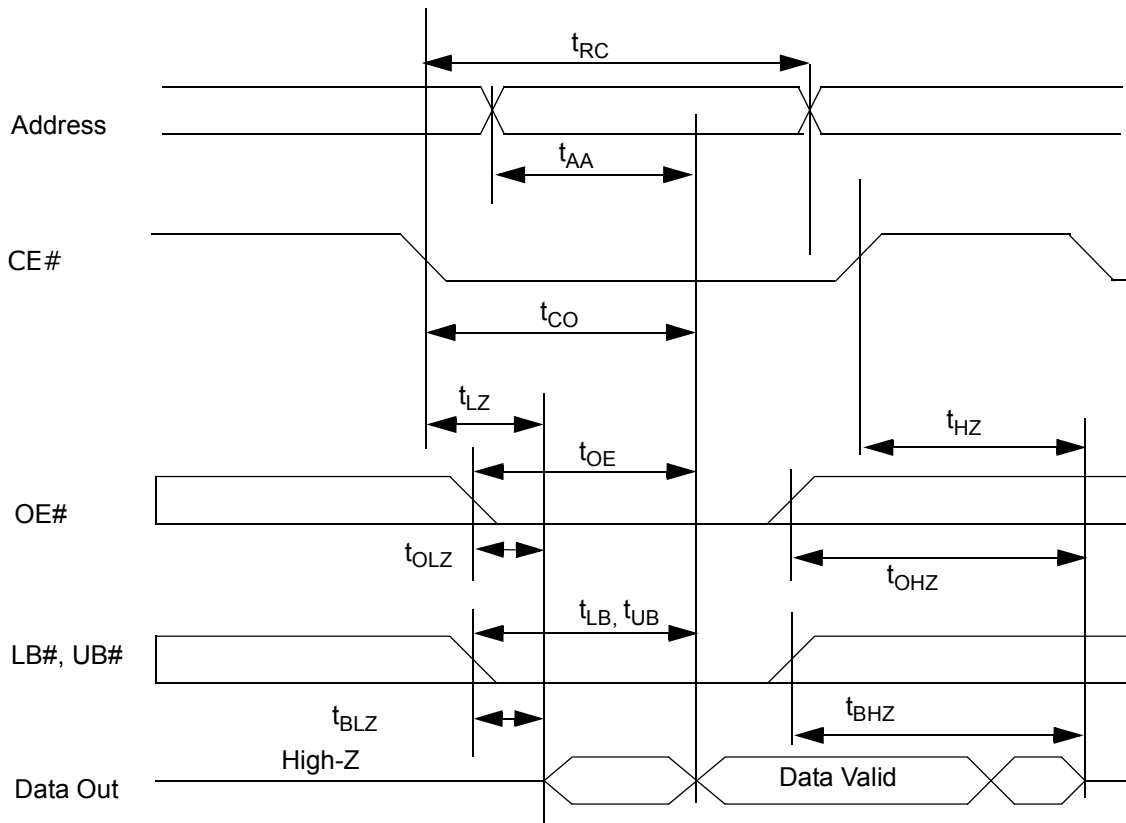 tRC
Address
tAA
CE#
tCO
tLZ
tHZ
tOE
OE#
tOLZ
tOHZ
tLB, tUB
LB#, UB#
tBLZ
tBHZ
High-Z
Data Valid
Data Out